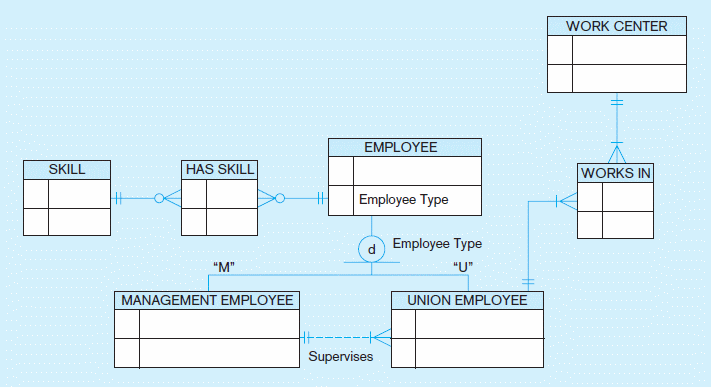 WORK CENTER
EMPLOYEE
SKILL
HAS SKILL
WORKS IN
Employee Type
d
Employee Type
“M”
“U”
MANAGEMENT EMPLOYEE
UNION EMPLOYEE
Supervises